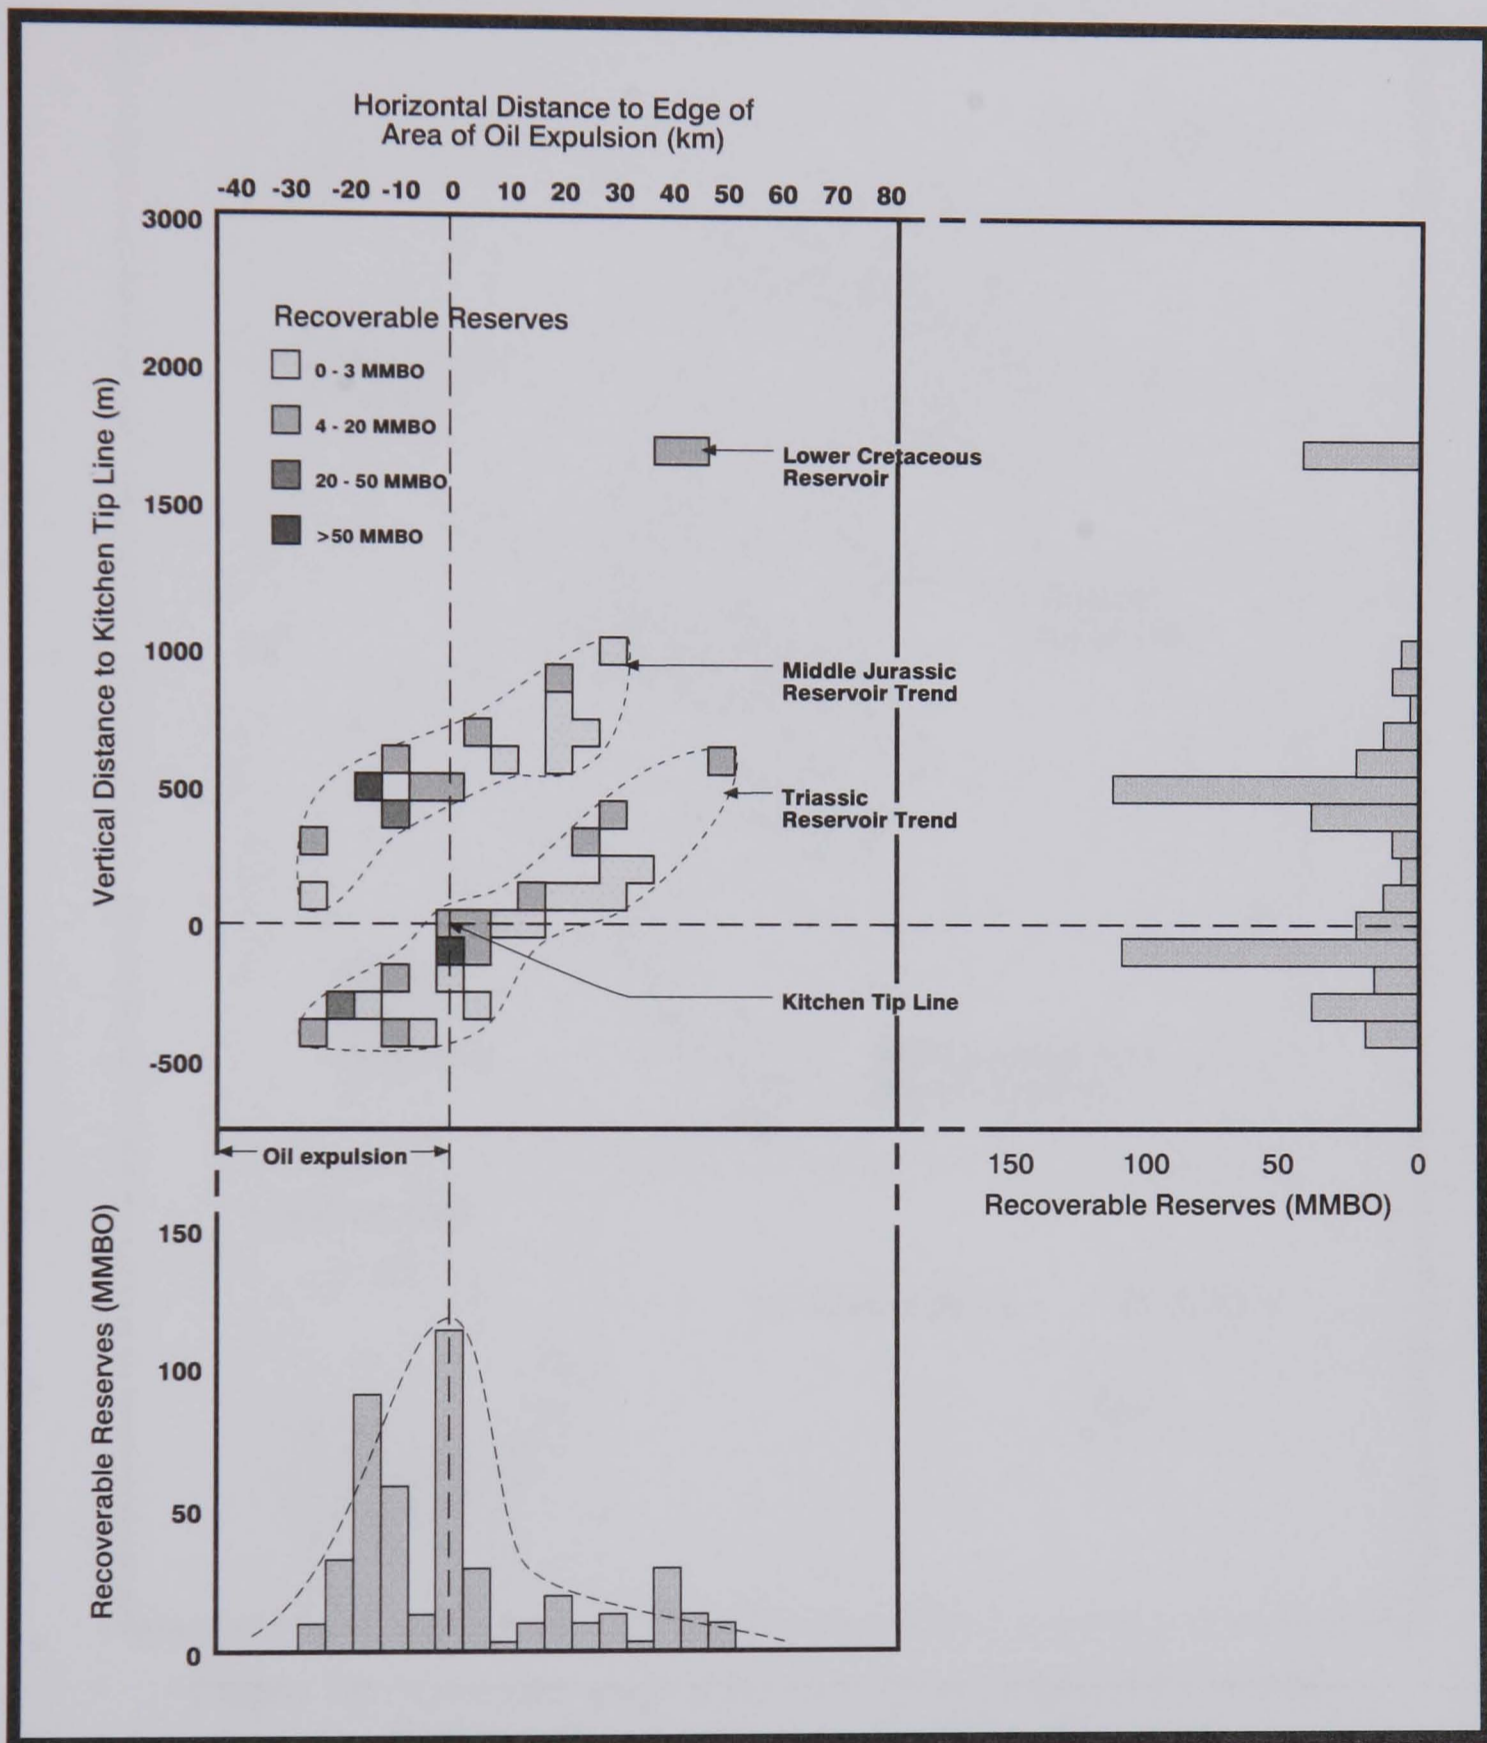 Horizontal Distance to Edge of
Area of Oil Expulsion (km)
-40 -30 -20 -10 0 10 20 30 40 50 60 70 80
3000
2000
1500
1000
500
0
-500
Vertical Distance to Kitchen Tip Line (m)
Recoverable Reserves
0 - 3 MMBO
4 - 20 MMBO
20 - 50 MMBO
>50 MMBO
Lower Cretaceous
Reservoir
Middle Jurassic
Reservoir Trend
Triassic
Reservoir Trend
Kitchen Tip Line
Oil expulsion
150 100 50 0
Recoverable Reserves (MMBO)
150
100
50
0
Recoverable Reserves (MMBO)